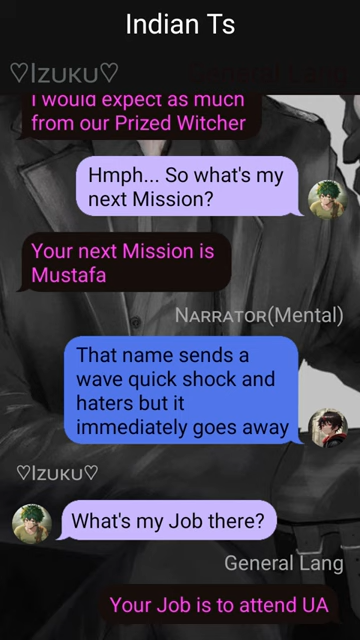 Indian Ts
♡Izuku♡
General Lang
I would expect as much
from our Prized Witcher
Hmph... So what's my
next Mission?
Your next Mission is
Mustafa
Narrator(Mental)
That name sends a
wave quick shock and
haters but it
immediately goes away
♡Izuku♡
What's my Job there?
General Lang
Your Job is to attend UA